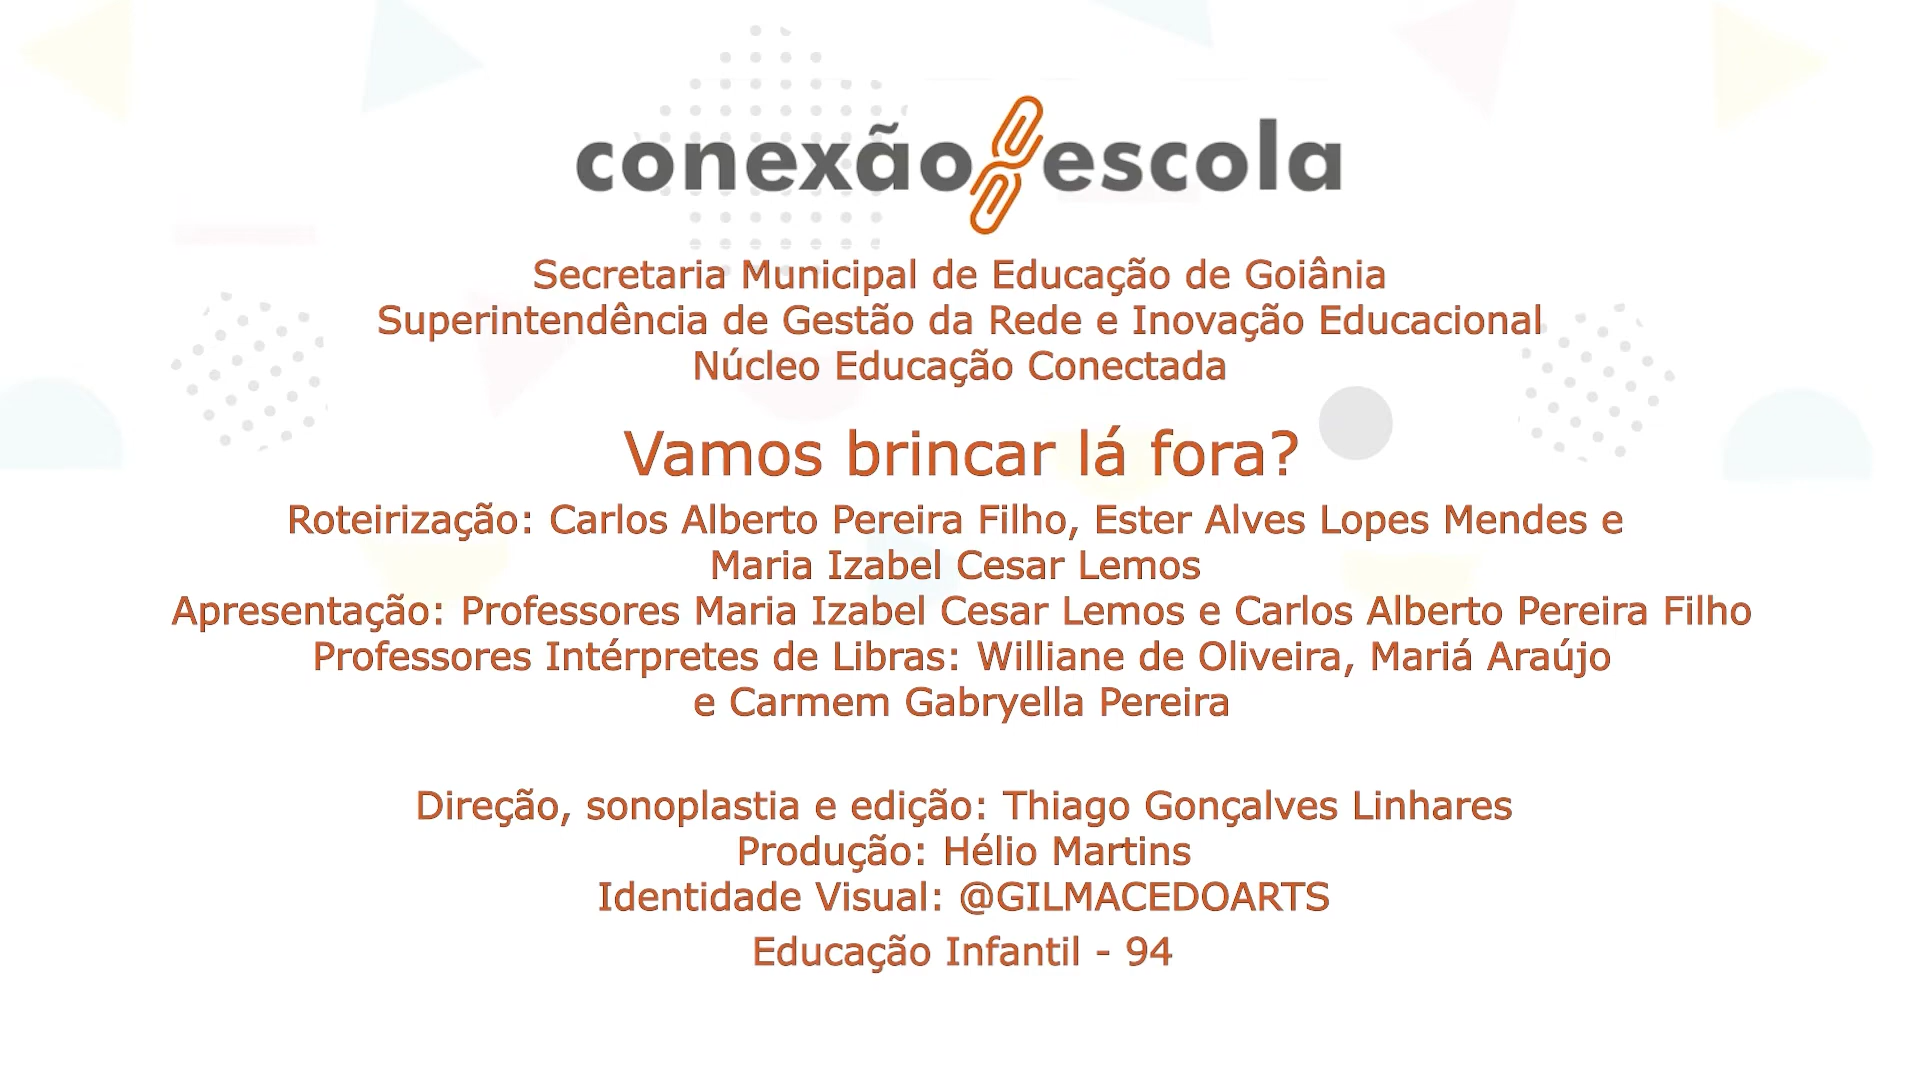 conexão escola
Secretaria Municipal de Educação de Goiânia
Superintendência de Gestão da Rede e Inovação Educacional
Núcleo Educação Conectada
Vamos brincar lá fora?
Roteirização: Carlos Alberto Pereira Filho, Ester Alves Lopes Mendes e
Maria Izabel Cesar Lemos
Apresentação: Professores Maria Izabel Cesar Lemos e Carlos Alberto Pereira Filho
Professores Intérpretes de Libras: Williane de Oliveira, Mariá Araújo
e Carmem Gabryella Pereira
Direção, sonoplastia e edição: Thiago Gonçalves Linhares
Produção: Hélio Martins
Identidade Visual: @GILMACEDOARTS
Educação Infantil - 94